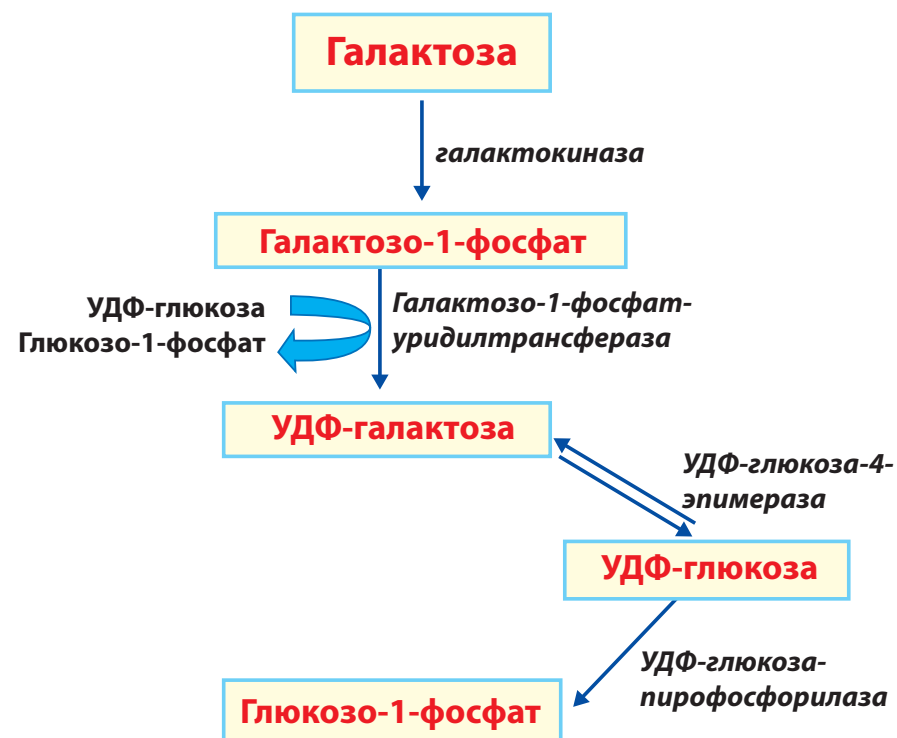 Галактоза
галактокиназа
Галактозо-1-фосфат
УДФ-глюкоза
Глюкозо-1-фосфат
Галактозо-1-фосфат-
уридилтрансфераза
УДФ-галактоза
УДФ-глюкоза-4-
эпимераза
УДФ-глюкоза
УДФ-глюкоза-
пирофосфорилаза
Глюкозо-1-фосфат